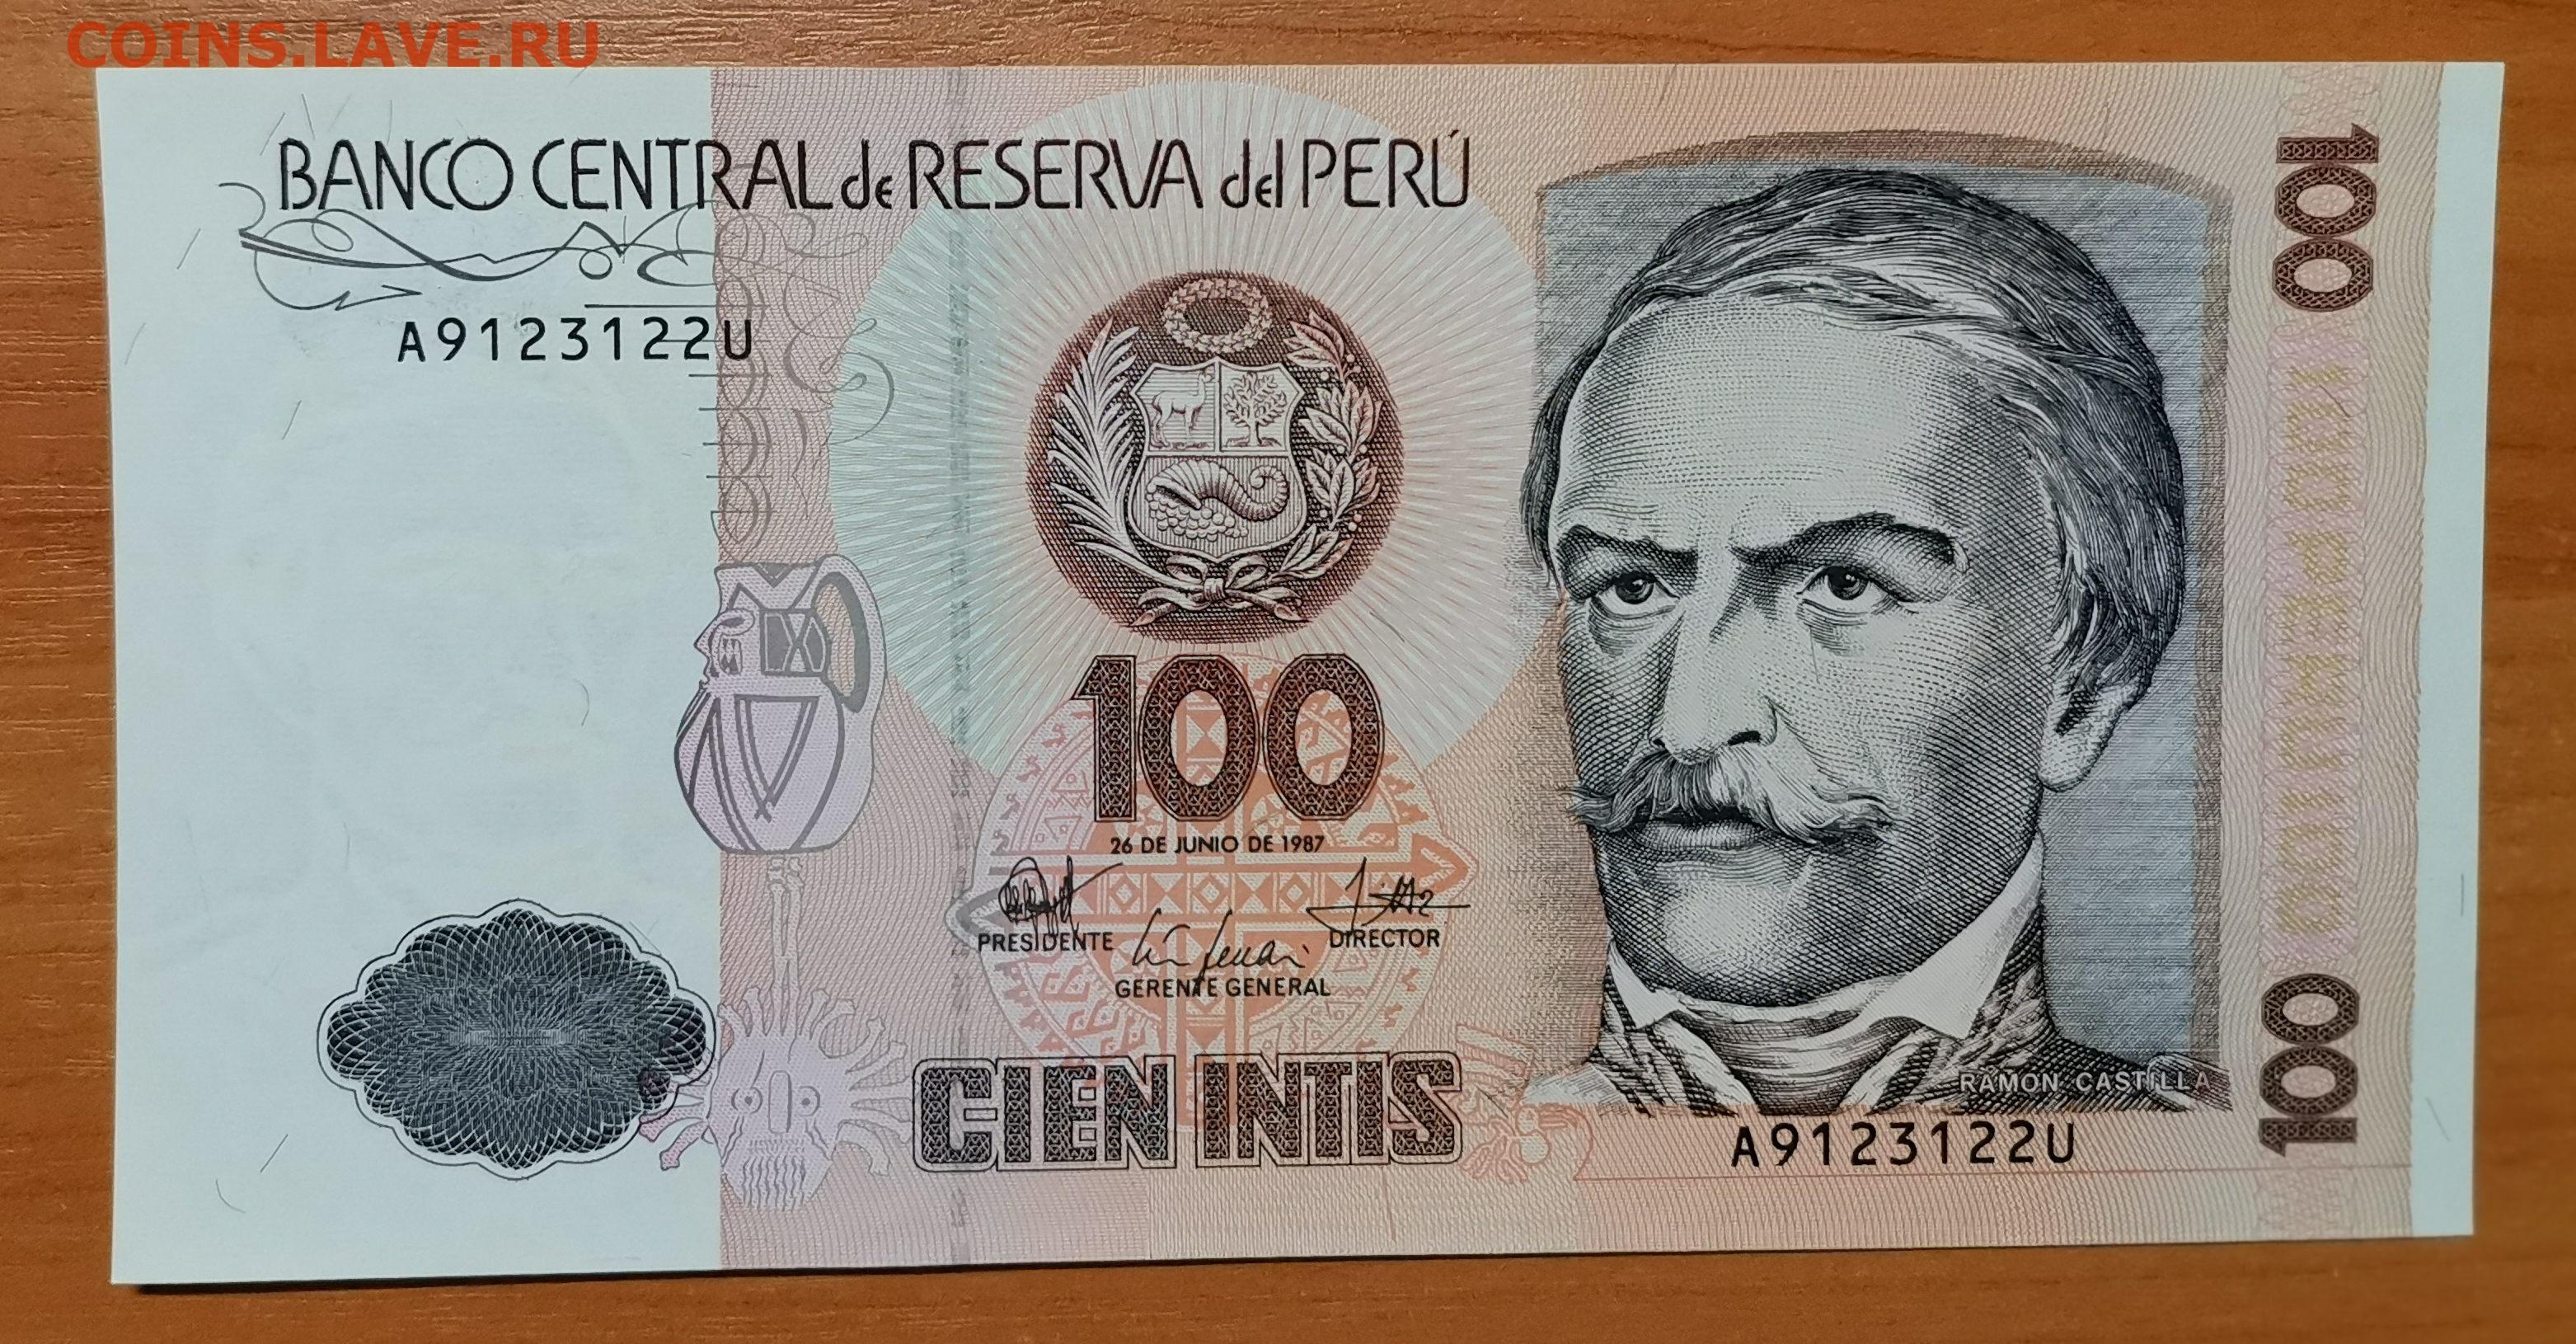 COINS.LAVE.RU
BANCO CENTRAL de RESERVA del PERÚ
A9123122U
100
100
26 DE JUNIO DE 1987
PRESIDENTE
DIRECTOR
GERENTE GENERAL
CIEN INTIS
RAMON CASTILLA
A9123122U
100